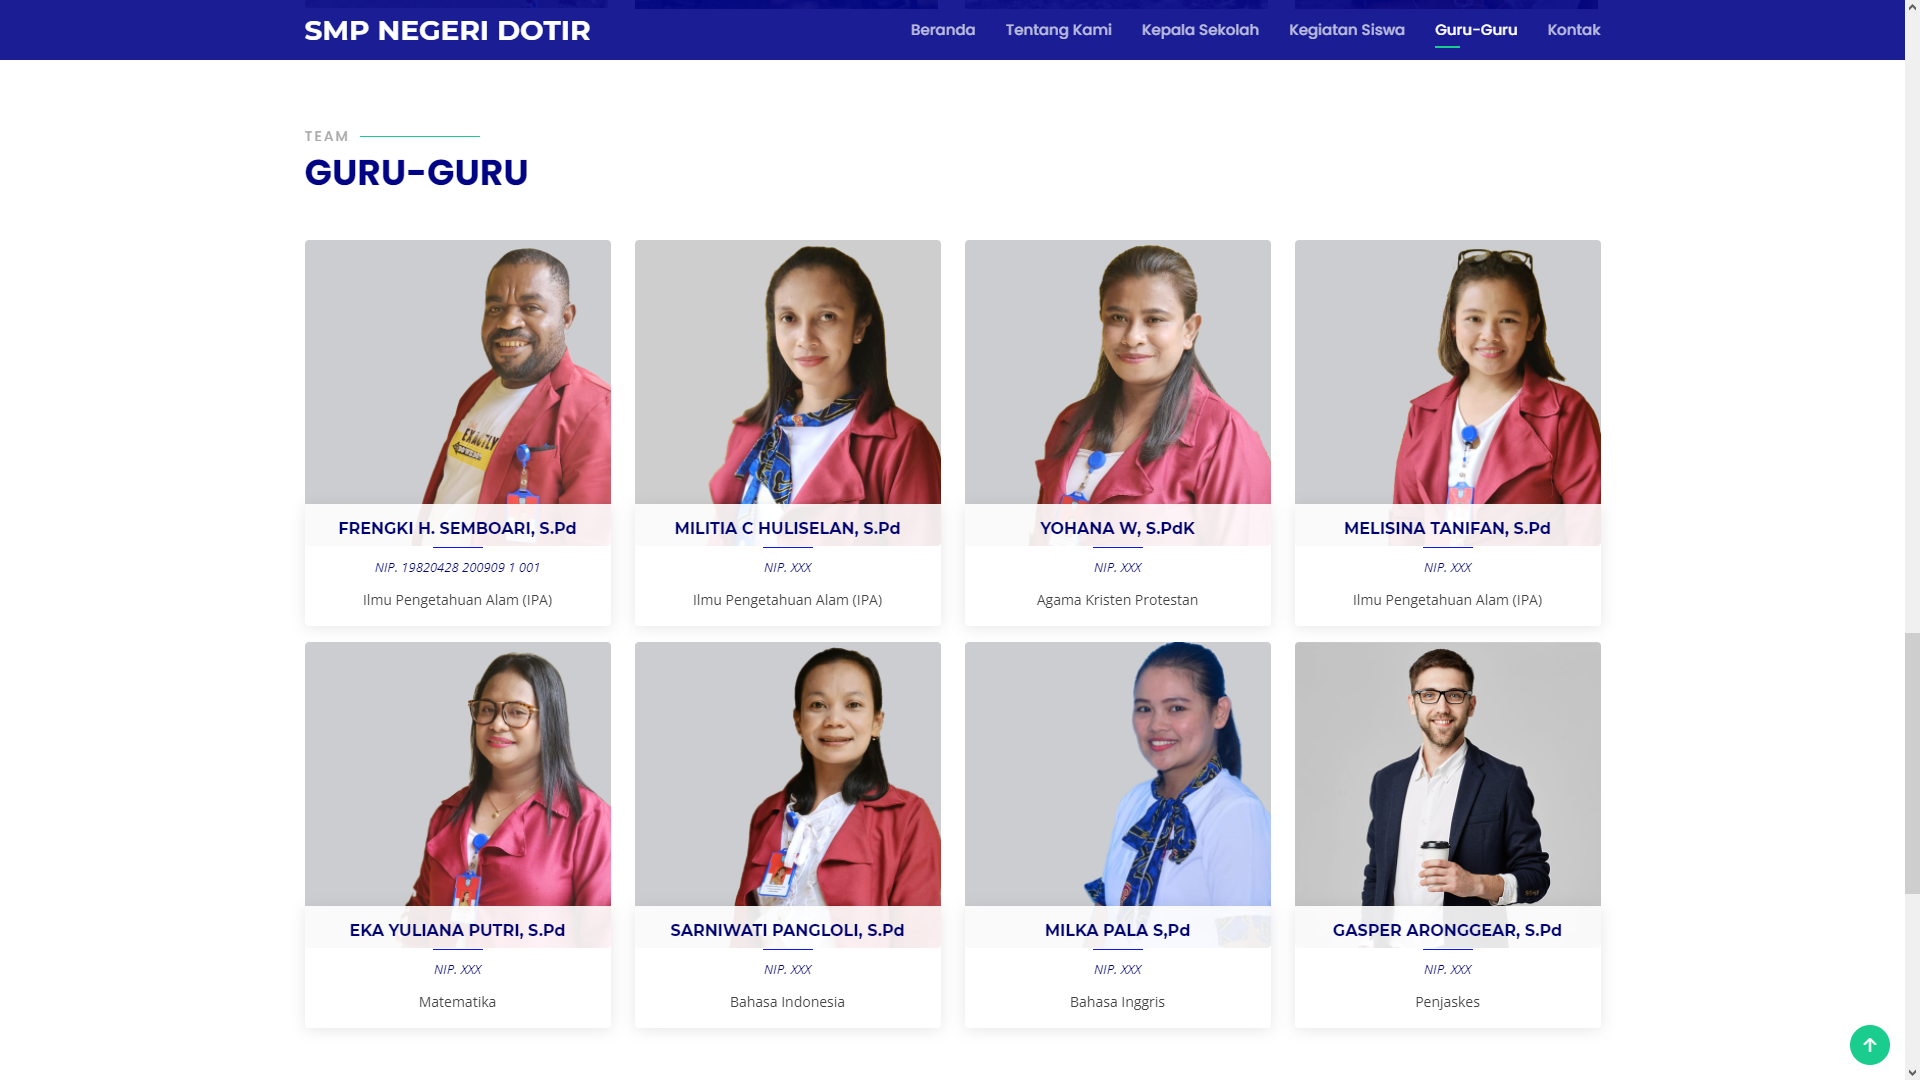 SMP NEGERI DOTIR
Beranda Tentang Kami Kepala Sekolah Kegiatan Siswa Guru-Guru Kontak
TEAM
GURU-GURU
EXACTLY
FRENGKI H. SEMBOARI, S.Pd
NIP. 19820428 200909 1 001
Ilmu Pengetahuan Alam (IPA)
MILITIA C HULISELAN, S.Pd
NIP. XXX
Ilmu Pengetahuan Alam (IPA)
YOHANA W, S.PdK
NIP. XXX
Agama Kristen Protestan
MELISINA TANIFAN, S.Pd
NIP. XXX
Ilmu Pengetahuan Alam (IPA)
EKA YULIANA PUTRI, S.Pd
NIP. XXX
Matematika
SARNIWATI PANGLOLI, S.Pd
NIP. XXX
Bahasa Indonesia
MILKA PALA S,Pd
NIP. XXX
Bahasa Inggris
GASPER ARONGGEAR, S.Pd
NIP. XXX
Penjaskes